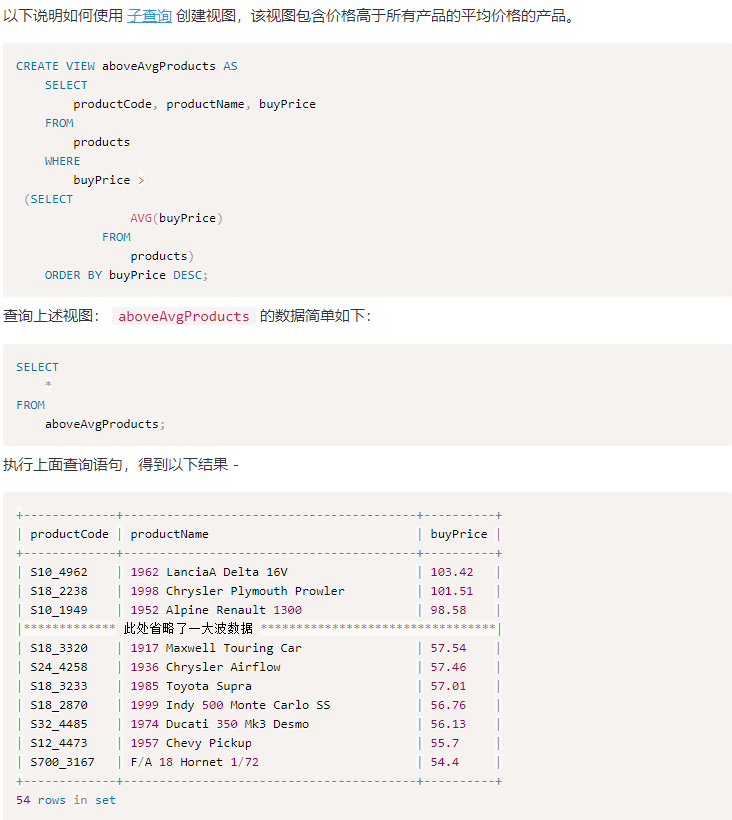 以下说明如何使用 子查询 创建视图，该视图包含价格高于所有产品的平均价格的产品。
CREATE VIEW aboveAvgProducts AS
    SELECT
        productCode, productName, buyPrice
    FROM
        products
    WHERE
        buyPrice >
 (SELECT
                AVG(buyPrice)
            FROM
                products)
    ORDER BY buyPrice DESC;
查询上述视图： aboveAvgProducts 的数据简单如下：
SELECT
    *
FROM
    aboveAvgProducts;
执行上面查询语句，得到以下结果 -
+-------------+-----------------------------------------+----------+
| productCode | productName                             | buyPrice |
+-------------+-----------------------------------------+----------+
| S10_4962    | 1962 LanciaA Delta 16V                  | 103.42   |
| S18_2238    | 1998 Chrysler Plymouth Prowler          | 101.51   |
| S10_1949    | 1952 Alpine Renault 1300                | 98.58    |
|************* 此处省略了一大波数据 *********************************|
| S18_3320    | 1917 Maxwell Touring Car                | 57.54    |
| S24_4258    | 1936 Chrysler Airflow                   | 57.46    |
| S18_3233    | 1985 Toyota Supra                       | 57.01    |
| S18_2870    | 1999 Indy 500 Monte Carlo SS            | 56.76    |
| S32_4485    | 1974 Ducati 350 Mk3 Desmo               | 56.13    |
| S12_4473    | 1957 Chevy Pickup                       | 55.7     |
| S700_3167   | F/A 18 Hornet 1/72                      | 54.4     |
+-------------+-----------------------------------------+----------+
54 rows in set